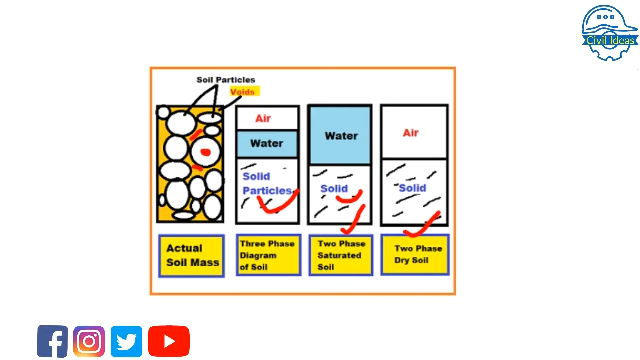 Civil Ideas
Soil Particles
Voids
Air
Water
Solid
Particles
Water
Solid
Air
Solid
Actual
Soil Mass
Three Phase
Diagram
of Soil
Two Phase
Saturated
Soil
Two Phase
Dry Soil